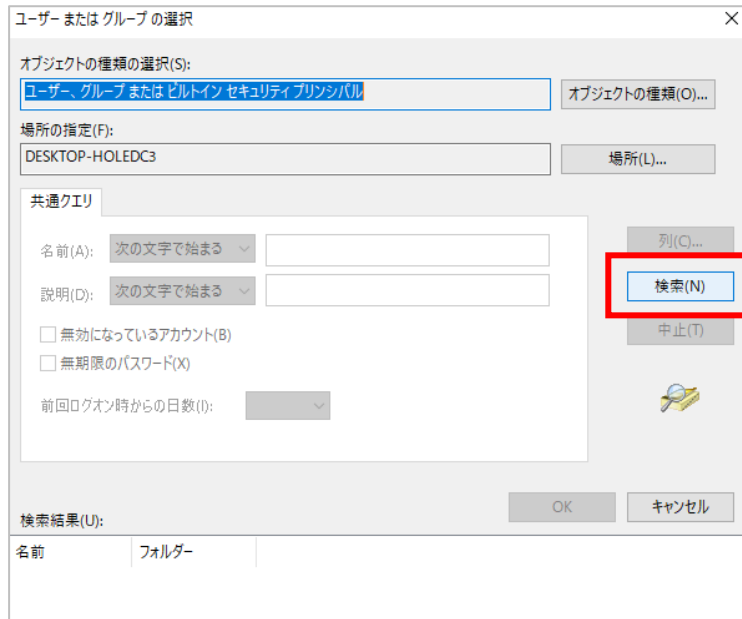 ユーザー または グループ の選択
オブジェクトの種類の選択(S):
ユーザー、グループ または ビルトイン セキュリティ プリンシパル
オブジェクトの種類(O)...
場所の指定(F):
DESKTOP-HOLEDC3
場所(L)...
共通クエリ
名前(A):
次の文字で始まる
列(C)...
説明(D):
次の文字で始まる
検索(N)
無効になっているアカウント(B)
中止(T)
無期限のパスワード(X)
前回ログオン時からの日数(I):
OK
キャンセル
検索結果(U):
名前
フォルダー